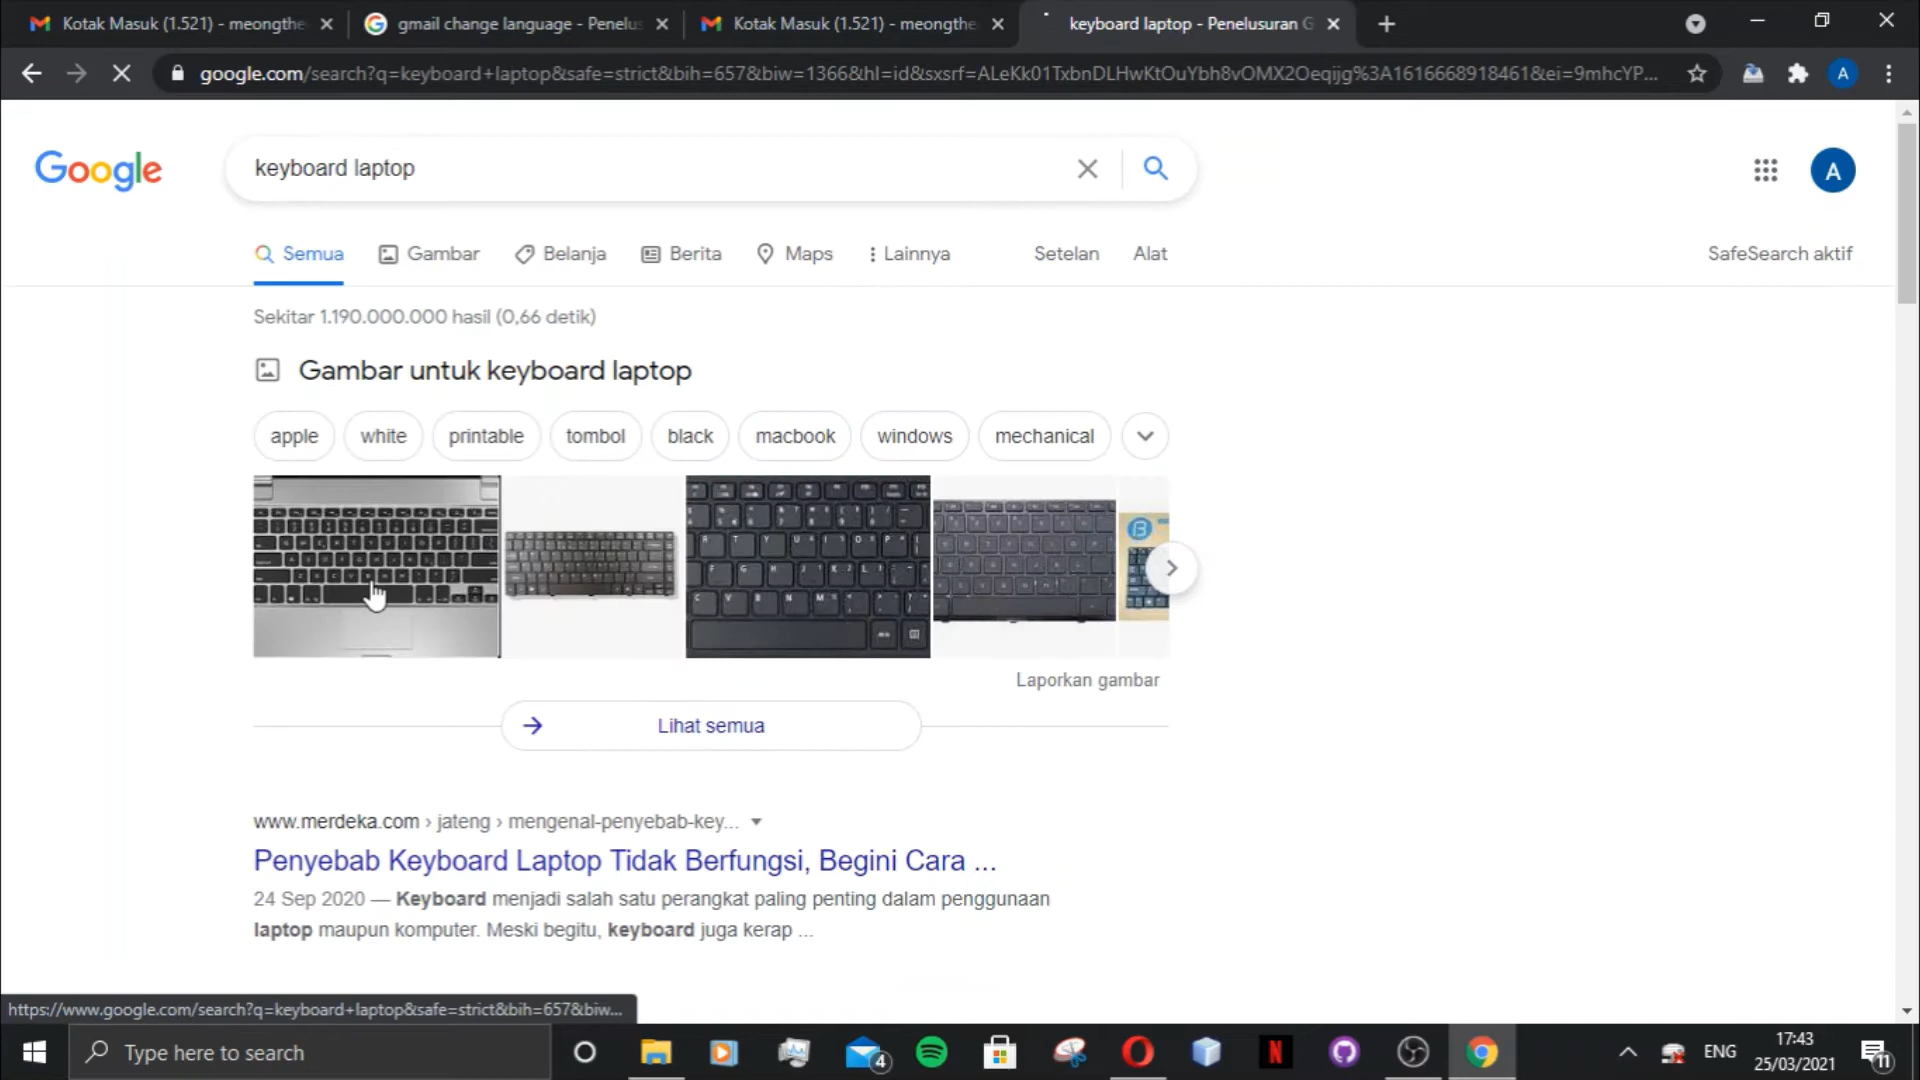 Kotak Masuk (1.521) - meongthe
gmail change language - Penelus
Kotak Masuk (1.521) - meongthe
keyboard laptop - Penelusuran G
google.com/search?q=keyboard+laptop&safe=strict&bih=657&biw=1366&hl=id&sxsrf=ALeKk01TxbnDLHwKtOuYbh8vOMX2Oeqijg%3A1616668918461&ei=9mhcYP...
A
Google
keyboard laptop
A
Semua
Gambar
Belanja
Berita
Maps
Lainnya
Setelan
Alat
SafeSearch aktif
Sekitar 1.190.000.000 hasil (0,66 detik)
Gambar untuk keyboard laptop
apple
white
printable
tombol
black
macbook
windows
mechanical
Laporkan gambar
Lihat semua
www.merdeka.com › jateng › mengenal-penyebab-key...
Penyebab Keyboard Laptop Tidak Berfungsi, Begini Cara ...
24 Sep 2020 — Keyboard menjadi salah satu perangkat paling penting dalam penggunaan
laptop maupun komputer. Meski begitu, keyboard juga kerap ...
https://www.google.com/search?q=keyboard+laptop&safe=strict&bih=657&biw...
Type here to search
4
N
ENG
17:43
25/03/2021
11